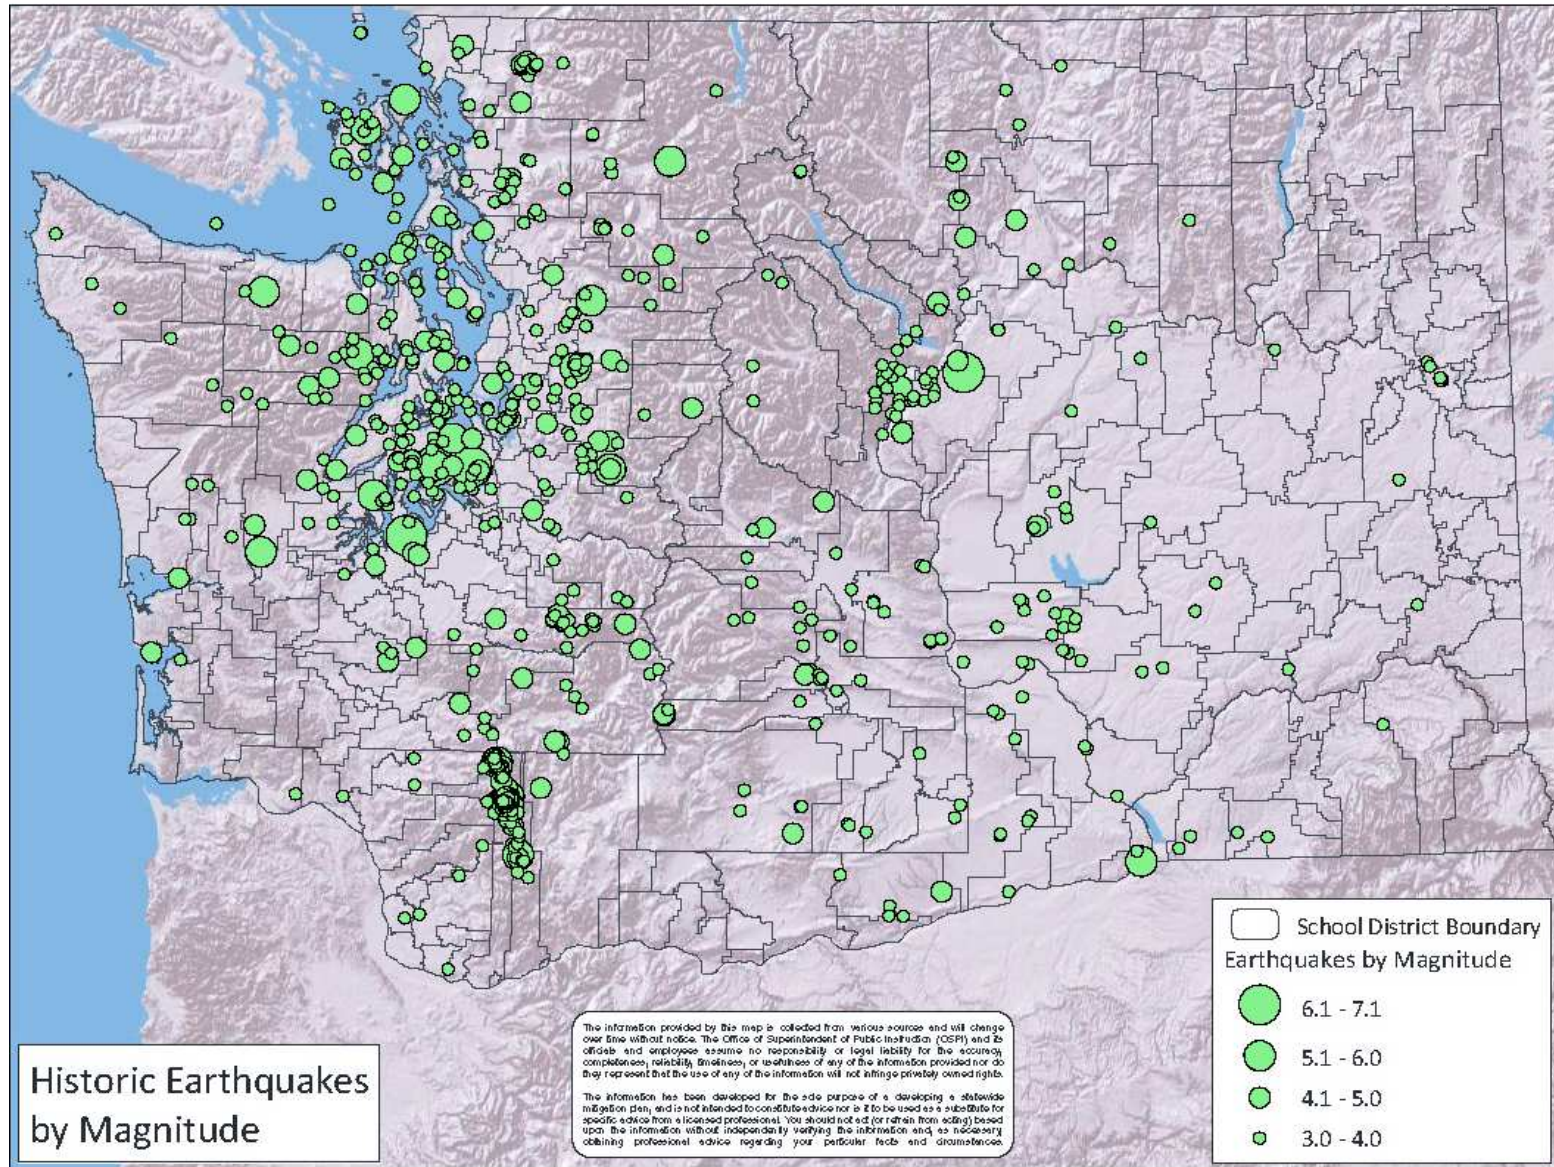 School District Boundary
Earthquakes by Magnitude
6.1 - 7.1
5.1 - 6.0
4.1 - 5.0
3.0 - 4.0
The information provided by this map is collected from various sources and will change
over time without notice. The Office of Superintendent of Public Instruction (OSPI) and its
officials and employees assume no responsibility or legal liability for the accuracy,
completeness, reliability, timeliness, or usefulness of any of the information provided nor do
they represent that the use of any of the information will not infringe privately owned rights.
The information has been developed for the sole purpose of a developing a statewide
mitigation plan, and is not intended to constitute advice nor is it to be used as a substitute for
specific advice from a licensed professional. You should not act (or refrain from acting) based
upon the information without independently verifying the information and, as necessary,
obtaining professional advice regarding your particular facts and circumstances.
Historic Earthquakes
by Magnitude